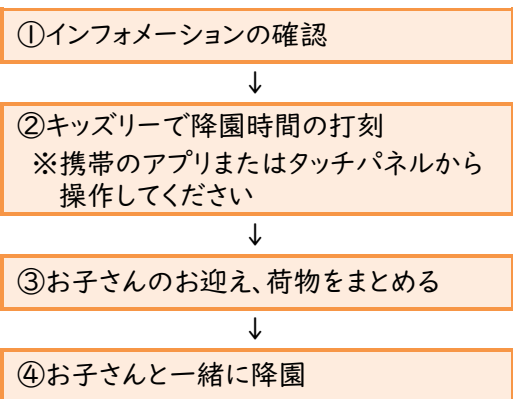 ①インフォメーションの確認
↓
②キッズリーで降園時間の打刻
※携帯のアプリまたはタッチパネルから
操作してください
↓
③お子さんのお迎え、荷物をまとめる
↓
④お子さんと一緒に降園